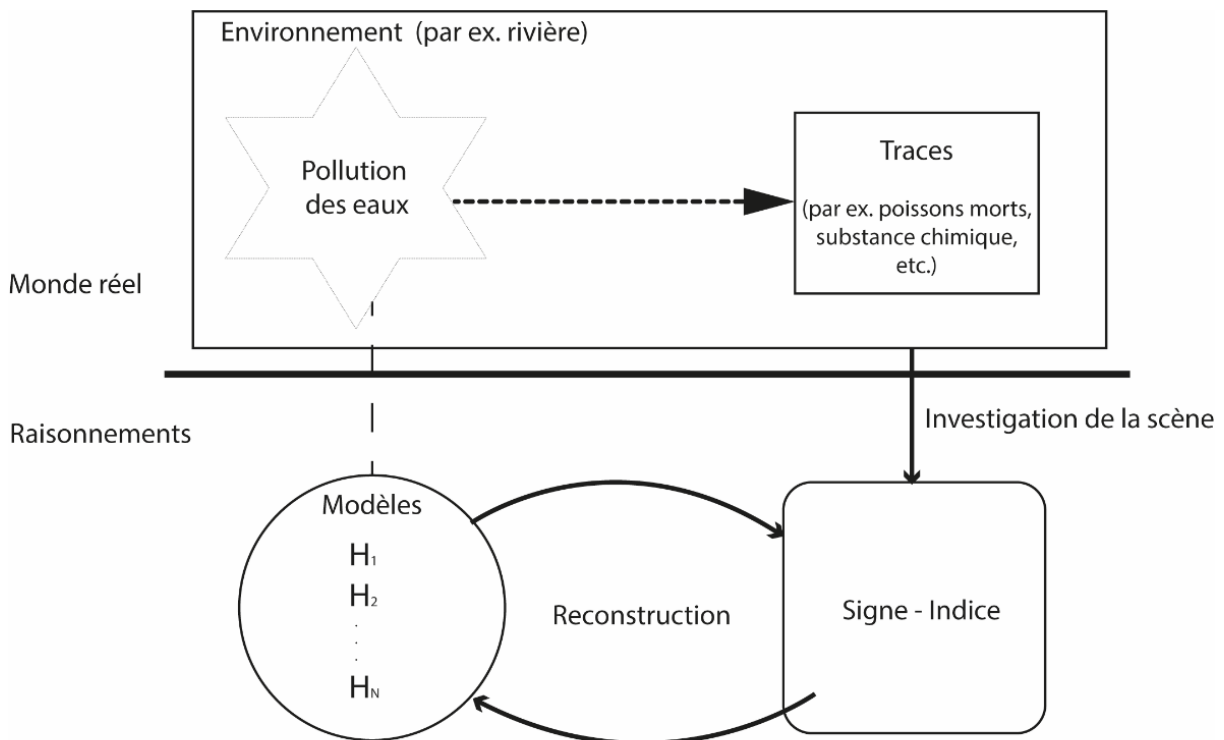 Environnement (par ex. rivière)
Pollution
des eaux
Traces
(par ex. poissons morts,
substance chimique,
etc.)
Monde réel
Investigation de la scène
Raisonnements
Modèles
H1
H2
.
.
.
HN
Reconstruction
Signe - Indice